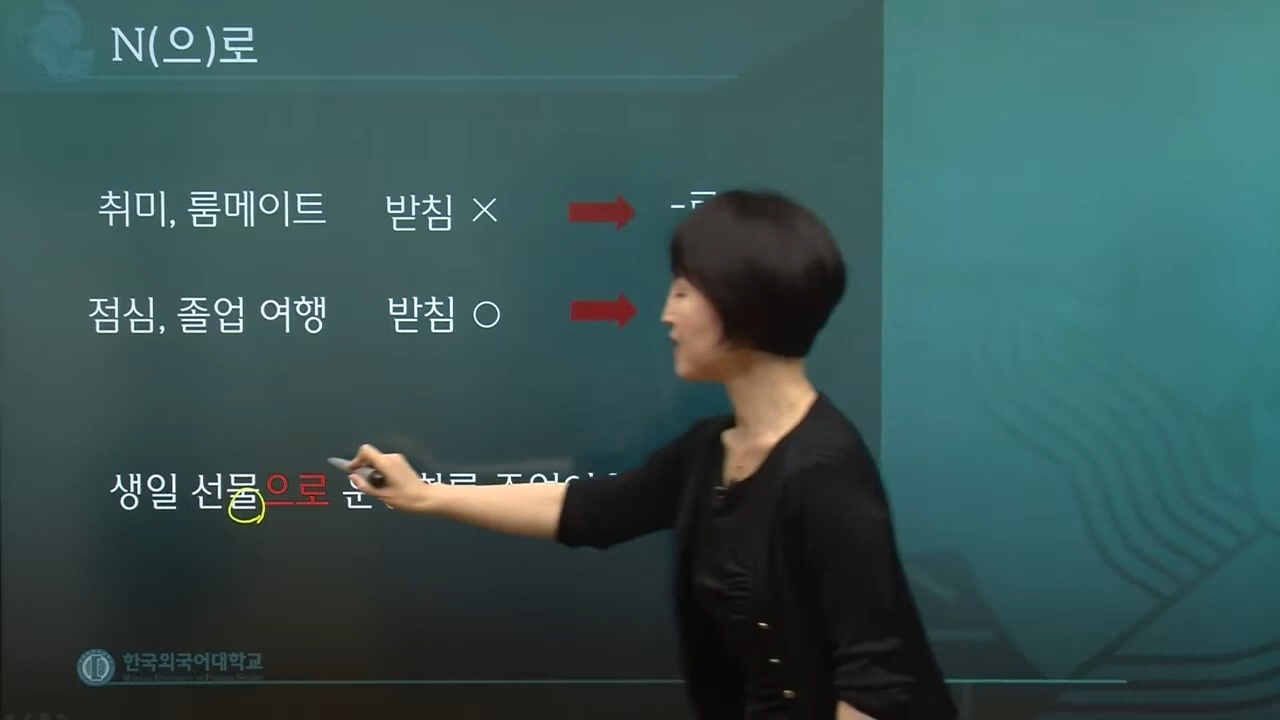 N(으)로
취미, 룸메이트 받침 ×
점심, 졸업 여행 받침 ○
생일 선물으로
한국외국어대학교